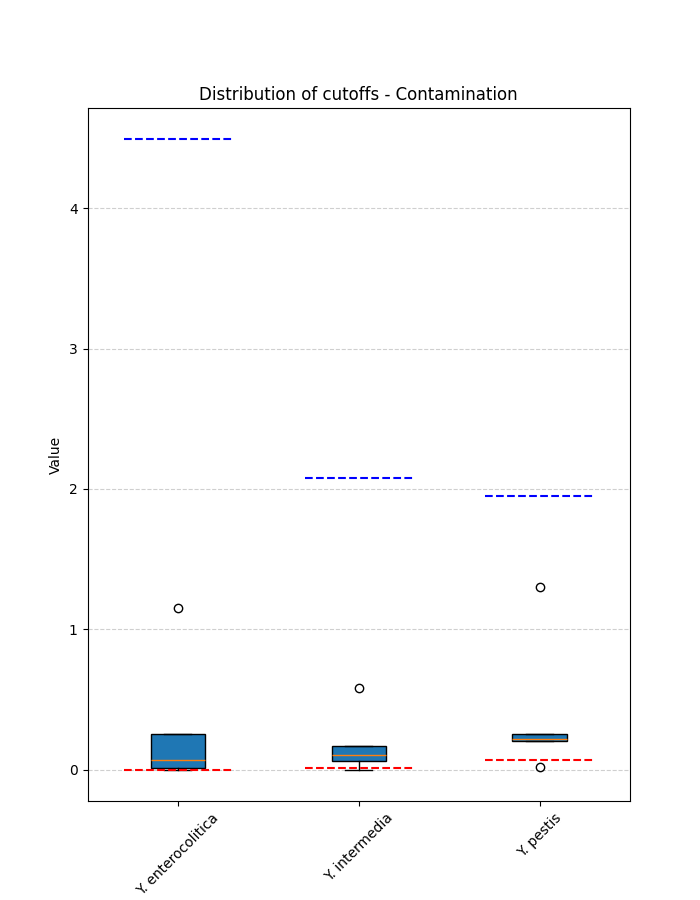 Distribution of cutoffs - Contamination
4
3
2
1
0
Value
Y. enterocolitica
Y. intermedia
Y. pestis